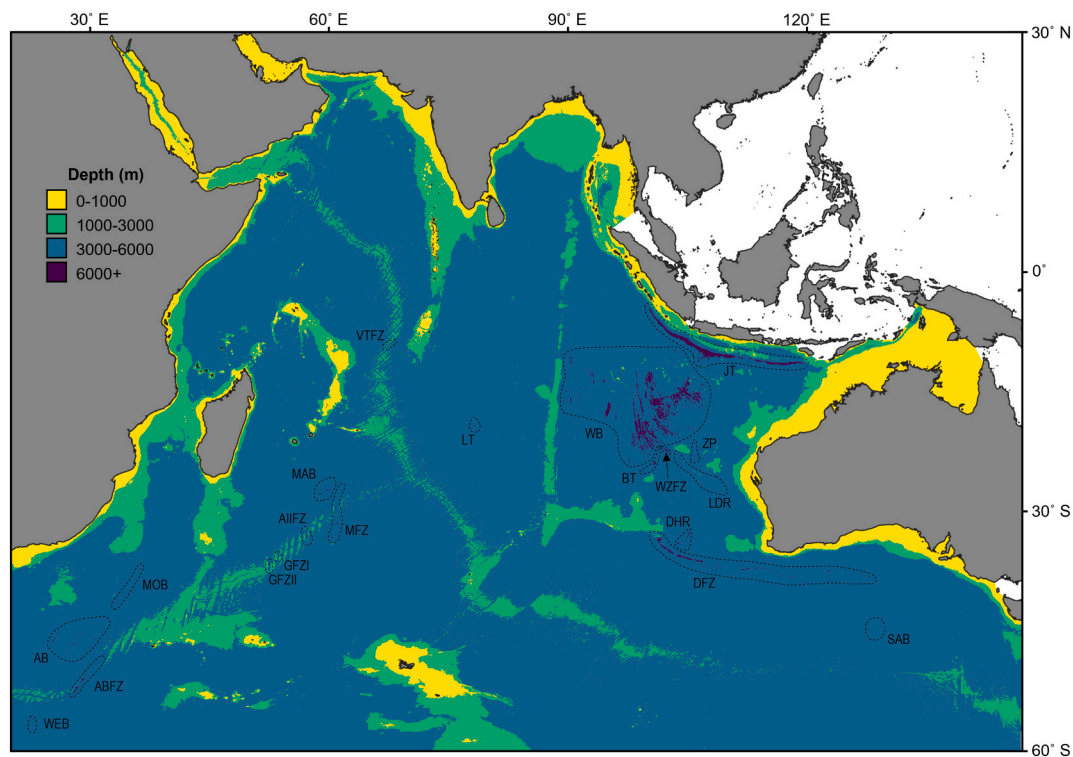 30° E
60° E
90° E
120° E
30° N
Depth (m)
0-1000
1000-3000
3000-6000
6000+
0°
VTFZ
JT
LT
WB
ZP
BT
WZFZ
LDR
MAB
AIIFZ
MFZ
30° S
DHR
GFZI
GFZII
DFZ
MOB
SAB
AB
ABFZ
WEB
60° S